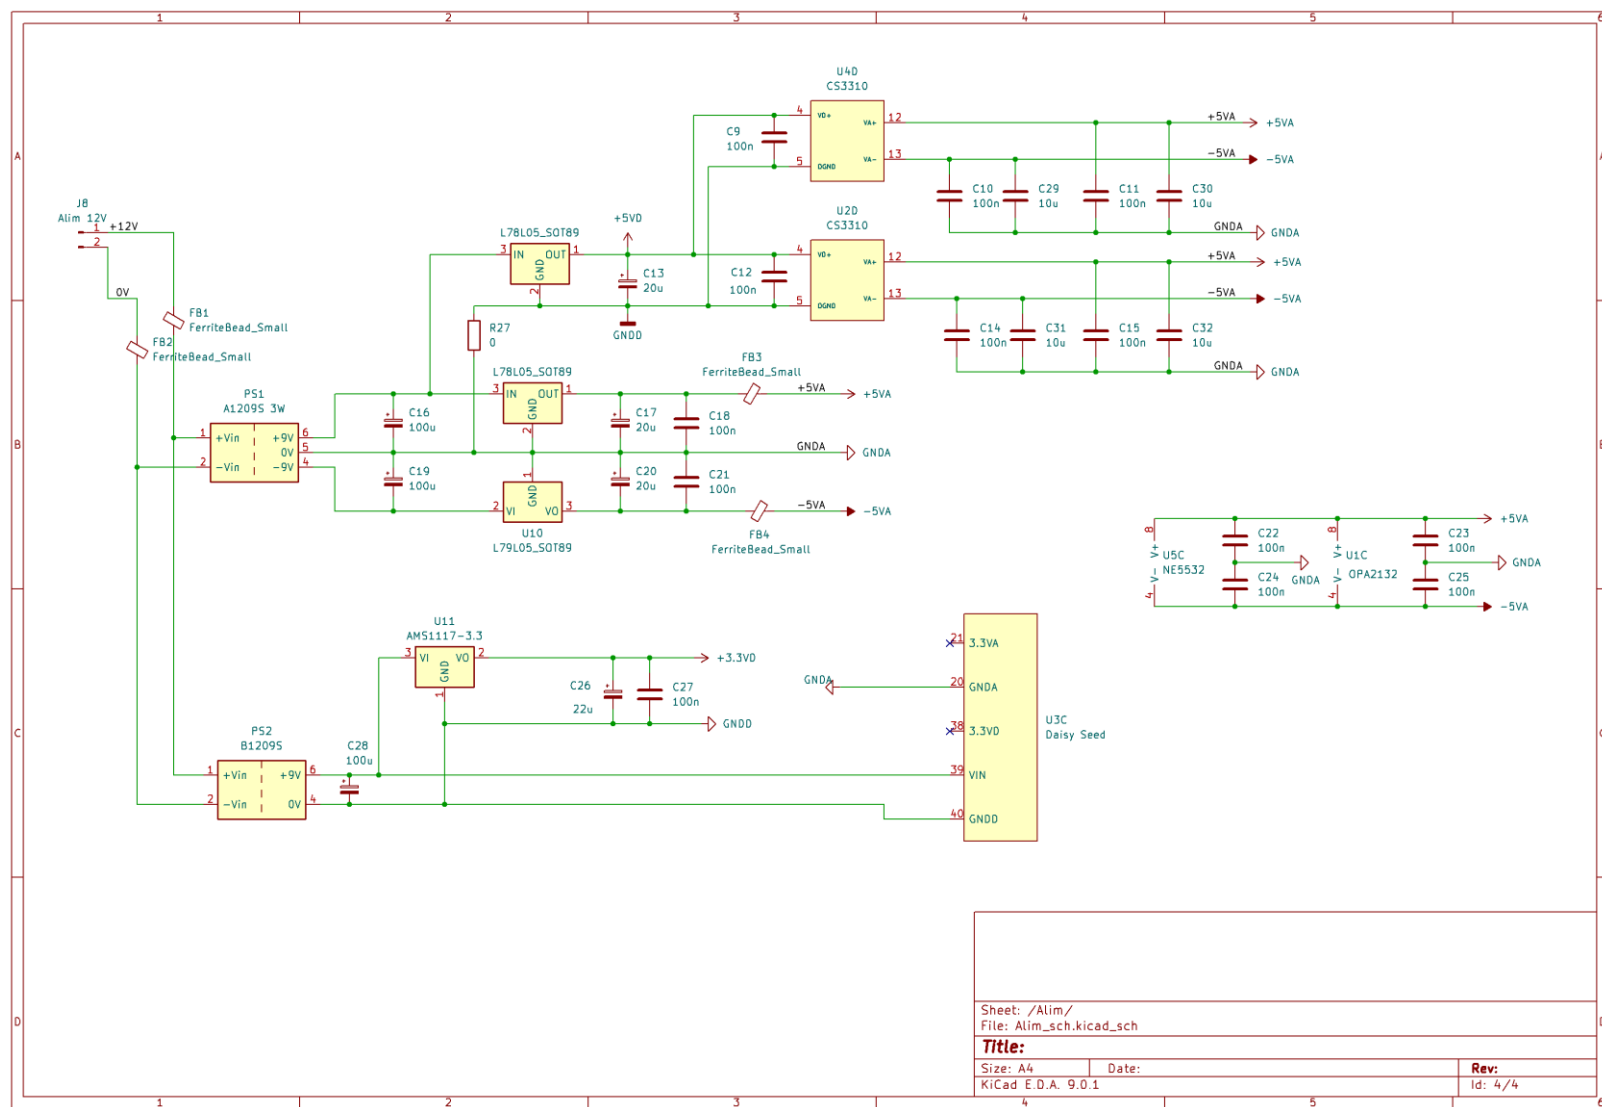 1 2 3 4 5 6
A
B
C
D
U4D
CS3310
4 VD+
5 DGND
VA+ 12
VA- 13
C9
100n
+5VA +5VA
-5VA -5VA
C10
100n
C29
10u
C11
100n
C30
10u
GNDA GNDA
J8
Alim 12V
1 +12V
2
0V
FB1
FerriteBead_Small
FB2
FerriteBead_Small
+5VD
L78L05_SOT89
3 IN OUT 1
GND
2
C13
20u
GNDD
R27
0
U2D
CS3310
4 VD+
5 DGND
VA+ 12
VA- 13
C12
100n
+5VA +5VA
-5VA -5VA
C14
100n
C31
10u
C15
100n
C32
10u
GNDA GNDA
PS1
A1209S 3W
1 +Vin +9V 6
0V 5
2 -Vin -9V 4
C16
100u
C19
100u
L78L05_SOT89
3 IN OUT 1
GND
2
1
GND
2 VI VO 3
U10
L79L05_SOT89
C17
20u
C18
100n
C20
20u
C21
100n
FB3
FerriteBead_Small
+5VA +5VA
GNDA GNDA
-5VA -5VA
FB4
FerriteBead_Small
8
V+
V-
4
U5C
NE5532
C22
100n
C24
100n
GNDA
8
V+
V-
4
U1C
OPA2132
C23
100n
C25
100n
+5VA
GNDA
-5VA
U11
AMS1117-3.3
3 VI VO 2
GND
1
+3.3VD
C26
22u
C27
100n
GNDD
PS2
B1209S
1 +Vin +9V 6
2 -Vin 0V 4
C28
100u
GNDA
21 3.3VA
20 GNDA
38 3.3VD
39 VIN
40 GNDD
U3C
Daisy Seed
Sheet: /Alim/
File: Alim_sch.kicad_sch
Title:
Size: A4 Date: Rev:
KiCad E.D.A. 9.0.1 Id: 4/4
1 2 3 4 5 6